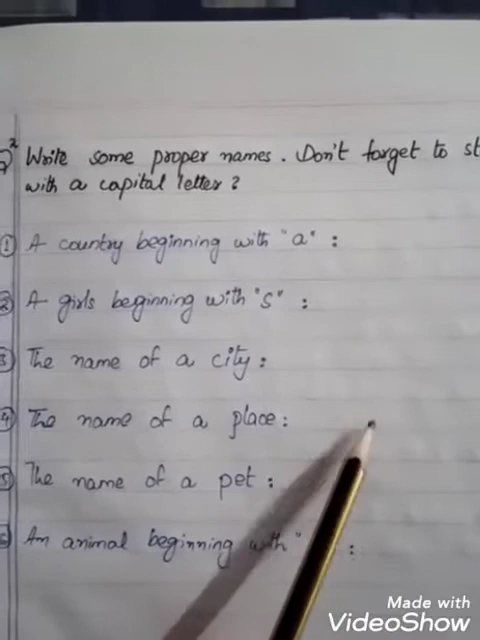 Q2 Write some proper names. Don't forget to st
with a capital letter?
① A country beginning with "a" :
② A girls beginning with "s" :
③ The name of a city :
④ The name of a place :
⑤ The name of a pet :
⑥ An animal beginning with " :
Made with
VideoShow